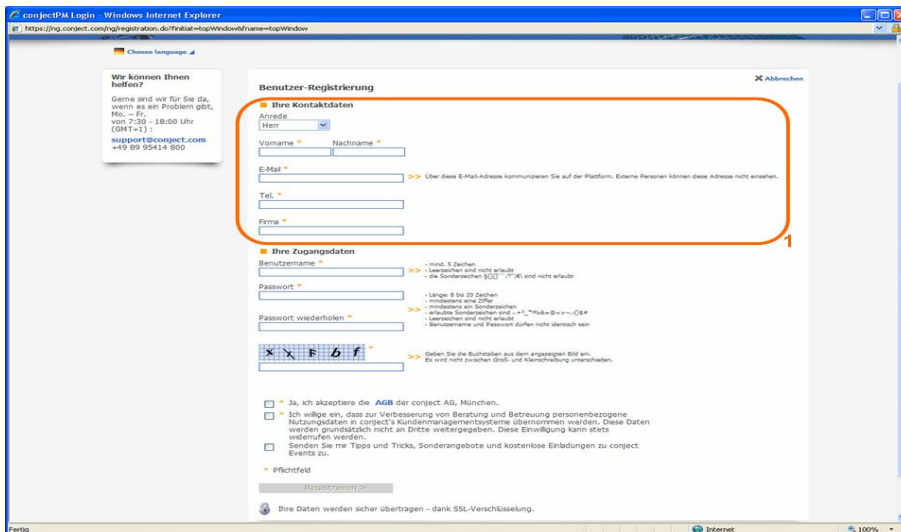 conjectPM Login - Windows Internet Explorer
https://ng.conject.com/ng/registration.do?finitiat=topWindow&fname=topWindow
Choose language
Wir können Ihnen
helfen?
Gerne sind wir für Sie da,
wenn es ein Problem gibt,
Mo. – Fr.
von 7:30 - 18:00 Uhr
(GMT+1) :
support@conject.com
+49 89 95414 800
Abbrechen
Benutzer-Registrierung
Ihre Kontaktdaten
Anrede
Herr
Vorname * Nachname *
E-Mail *
>> Über diese E-Mail-Adresse kommunizieren Sie auf der Plattform. Externe Personen können diese Adresse nicht einsehen.
Tel. *
Firma *
1
Ihre Zugangsdaten
Benutzername *
>> - mind. 5 Zeichen
- Leerzeichen sind nicht erlaubt
- die Sonderzeichen sind nicht erlaubt
Passwort *
- Länge: 8 bis 20 Zeichen
- mindestens eine Ziffer
- mindestens ein Sonderzeichen
>> - erlaubte Sonderzeichen sind
- Leerzeichen sind nicht erlaubt
- Benutzername und Passwort dürfen nicht identisch sein
Passwort wiederholen *
x y F b f *
>> Geben Sie die Buchstaben aus dem angezeigten Bild ein.
Es wird nicht zwischen Groß- und Kleinschreibung unterschieden.
* Ja, ich akzeptiere die AGB der conject AG, München.
* Ich willige ein, dass zur Verbesserung von Beratung und Betreuung personenbezogene
Nutzungsdaten in conject's Kundenmanagementsysteme übernommen werden. Diese Daten
werden grundsätzlich nicht an Dritte weitergegeben. Diese Einwilligung kann stets
widerrufen werden.
Senden Sie mir Tipps und Tricks, Sonderangebote und kostenlose Einladungen zu conject
Events zu.
* Pflichtfeld
Registrieren >
Ihre Daten werden sicher übertragen - dank SSL-Verschlüsselung.
Fertig
Internet
100%